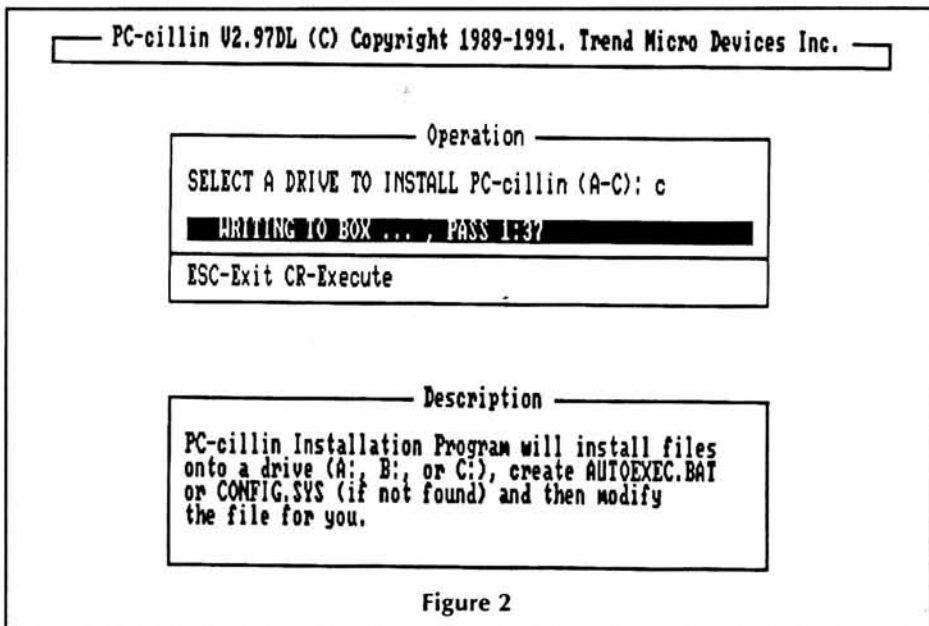 PC-cillin V2.97DL (C) Copyright 1989-1991. Trend Micro Devices Inc.
Operation
SELECT A DRIVE TO INSTALL PC-cillin (A-C): c
WRITING TO BOX ... , PASS 1:37
ESC-Exit CR-Execute
Description
PC-cillin Installation Program will install files
onto a drive (A:, B:, or C:), create AUTOEXEC.BAT
or CONFIG.SYS (if not found) and then modify
the file for you.
Figure 2